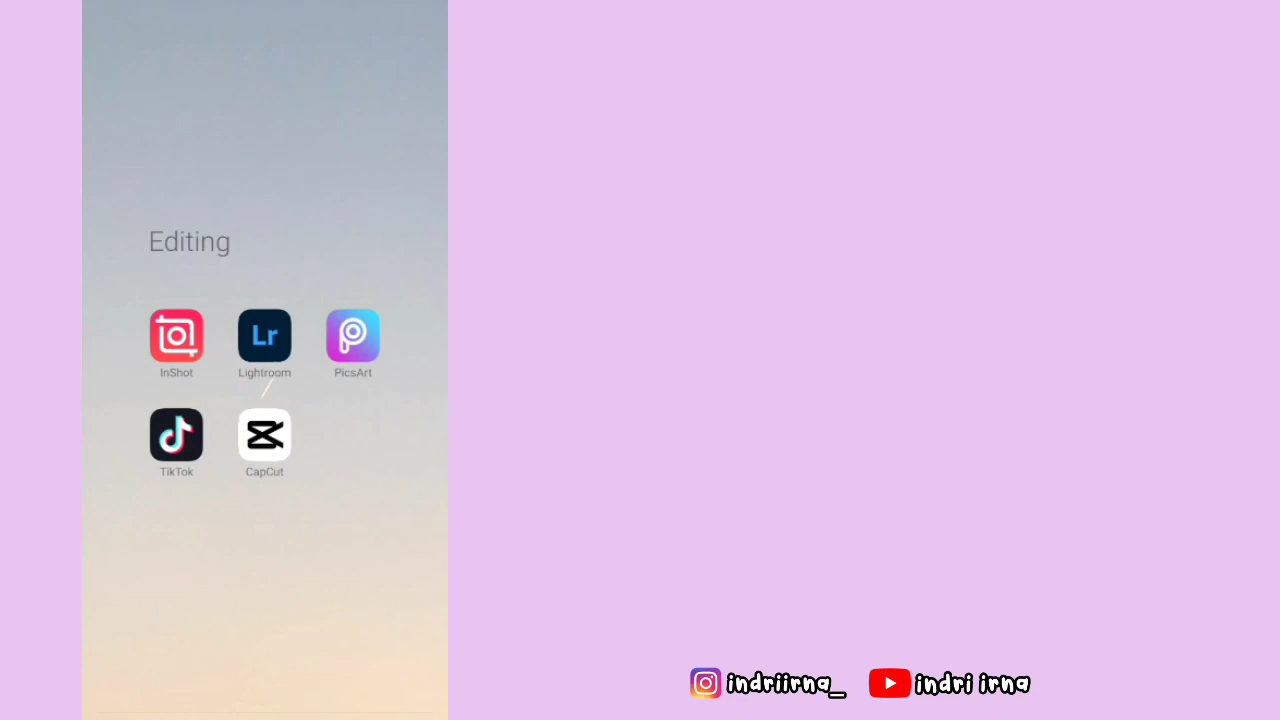 Editing
Lr
InShot Lightroom PicsArt
TikTok CapCut
indriirna_ indri irna